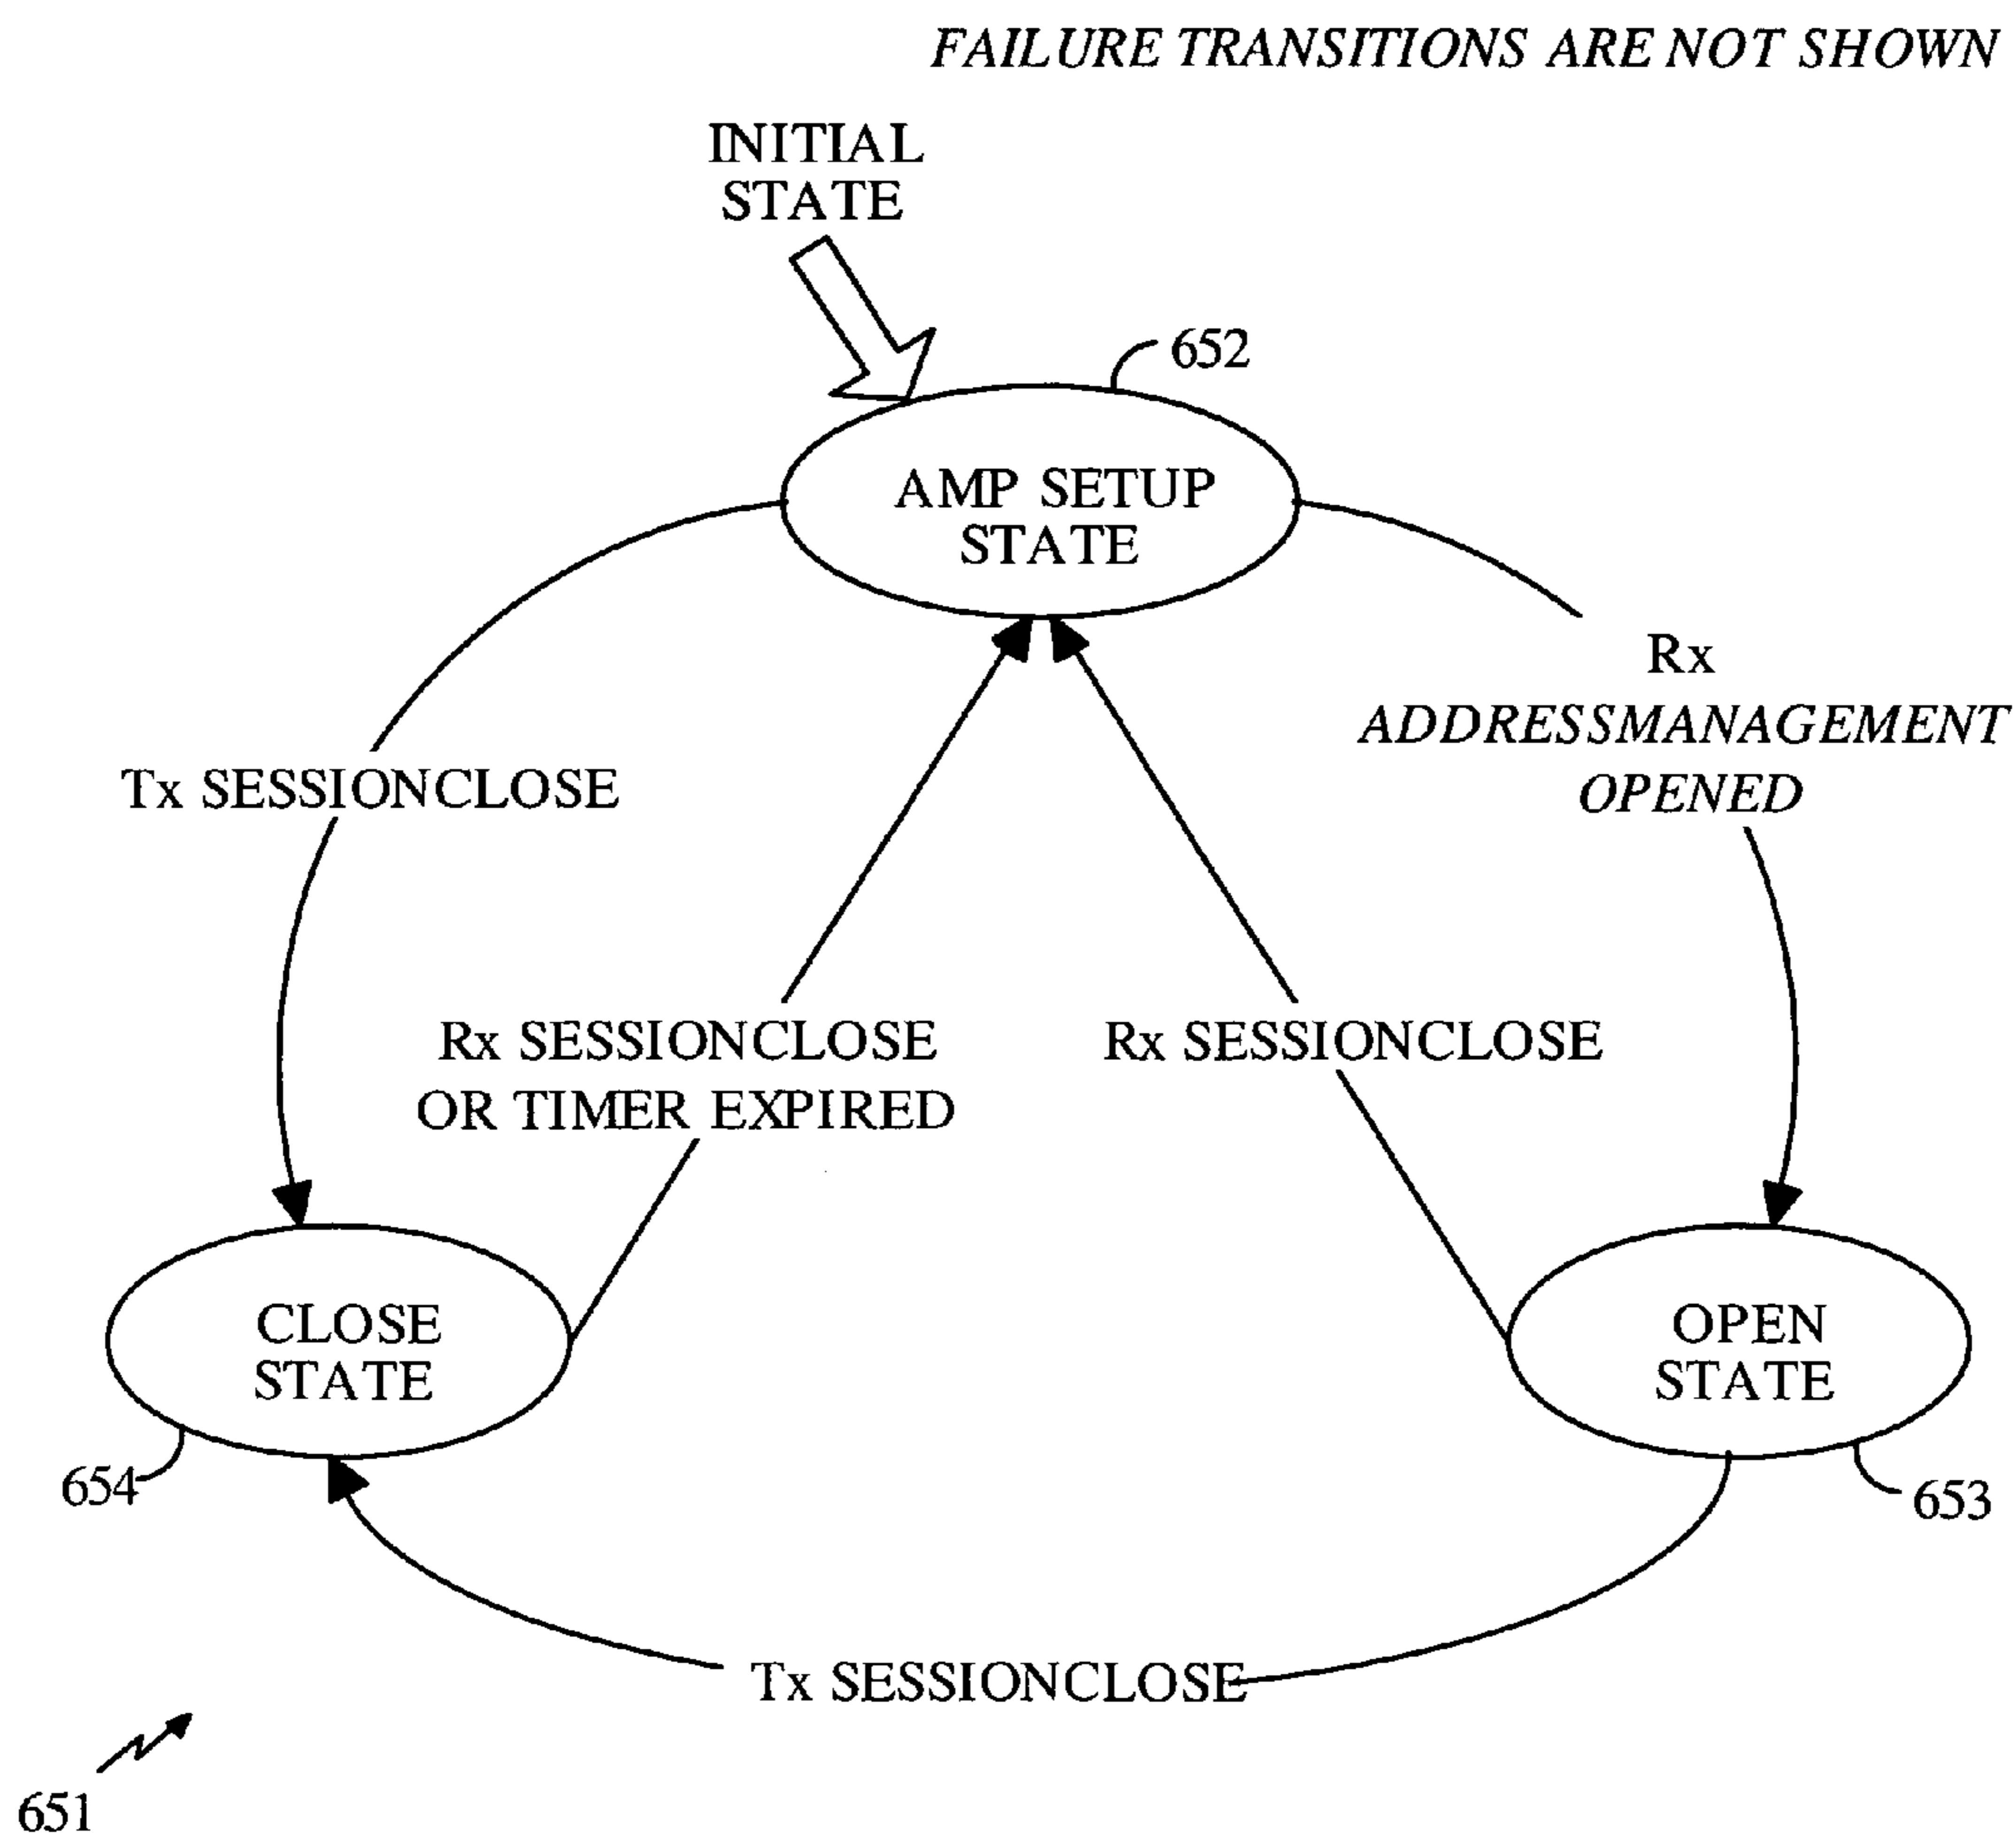 FAILURE TRANSITIONS ARE NOT SHOWN
INITIAL
STATE
652
AMP SETUP
STATE
Rx
ADDRESSMANAGEMENT
OPENED
Tx SESSIONCLOSE
Rx SESSIONCLOSE
OR TIMER EXPIRED
Rx SESSIONCLOSE
CLOSE
STATE
OPEN
STATE
654
653
Tx SESSIONCLOSE
651